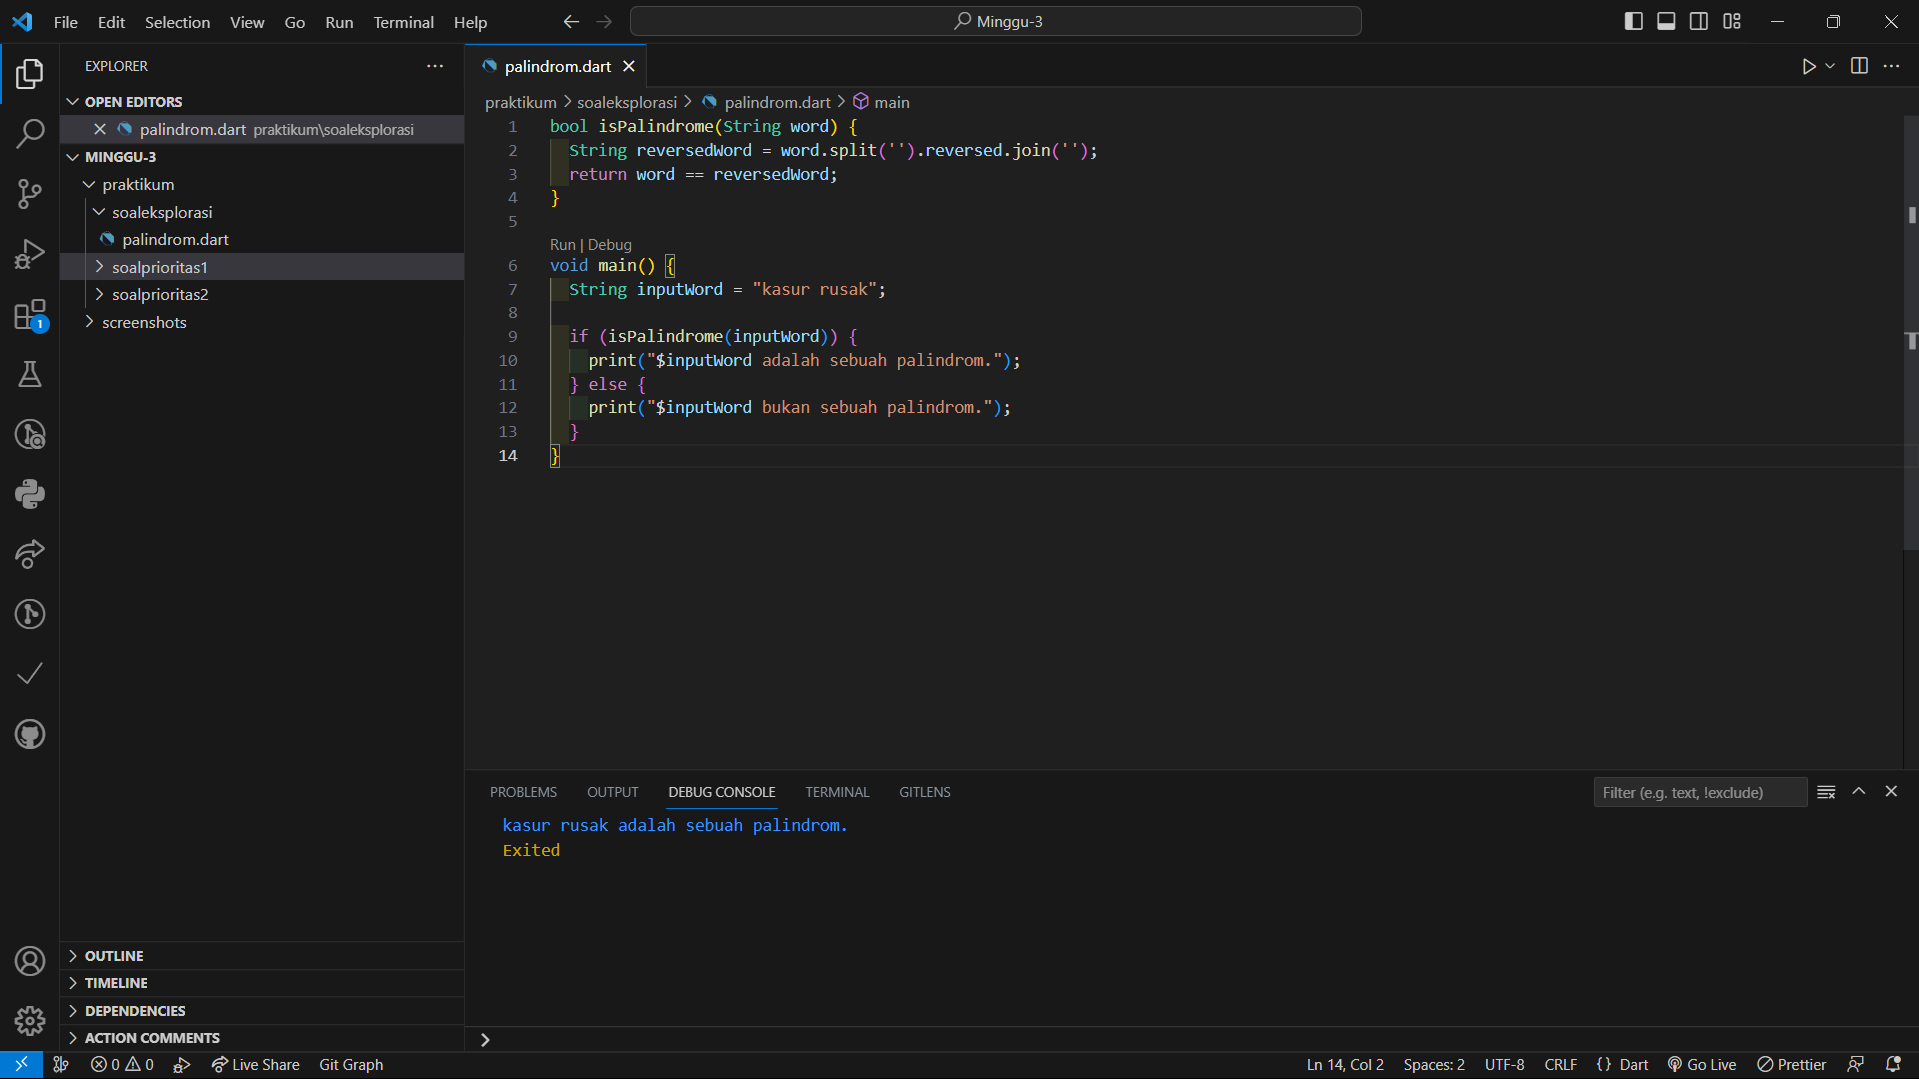 File Edit Selection View Go Run Terminal Help
Minggu-3
EXPLORER
OPEN EDITORS
palindrom.dart praktikum\soaleksplorasi
MINGGU-3
praktikum
soaleksplorasi
palindrom.dart
soalprioritas1
soalprioritas2
screenshots
OUTLINE
TIMELINE
DEPENDENCIES
ACTION COMMENTS
1
palindrom.dart
praktikum > soaleksplorasi > palindrom.dart > main
1 bool isPalindrome(String word) {
2 String reversedWord = word.split('').reversed.join('');
3 return word == reversedWord;
4 }
5
Run | Debug
6 void main() {
7 String inputWord = "kasur rusak";
8
9 if (isPalindrome(inputWord)) {
10 print("$inputWord adalah sebuah palindrom.");
11 } else {
12 print("$inputWord bukan sebuah palindrom.");
13 }
14 }
PROBLEMS OUTPUT DEBUG CONSOLE TERMINAL GITLENS
Filter (e.g. text, !exclude)
kasur rusak adalah sebuah palindrom.
Exited
0 0 Live Share Git Graph
Ln 14, Col 2 Spaces: 2 UTF-8 CRLF {} Dart Go Live Prettier